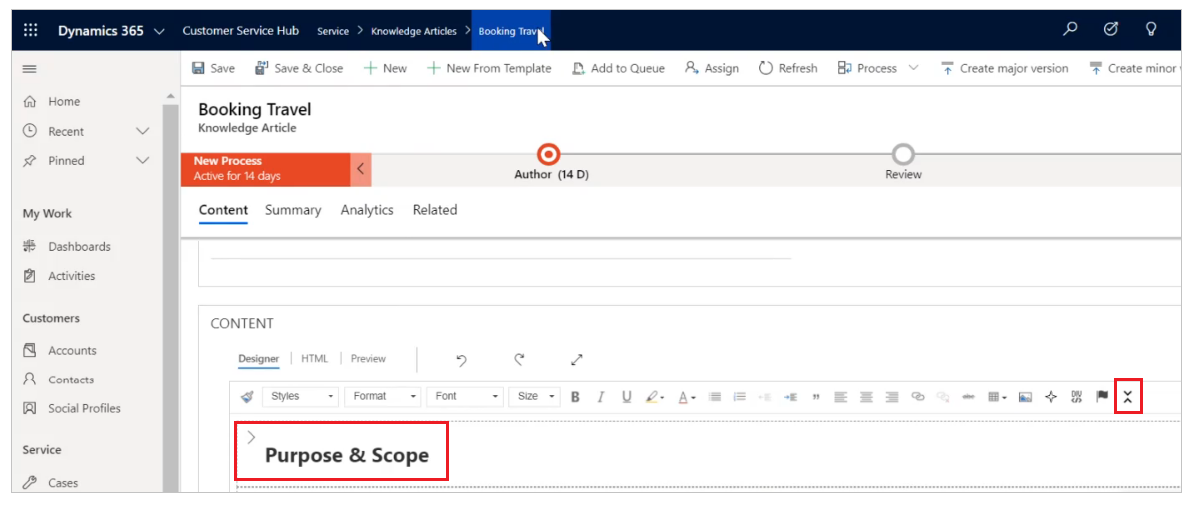 Dynamics 365 Customer Service Hub Service > Knowledge Articles > Booking Travel
Save Save & Close New New From Template Add to Queue Assign Refresh Process Create major version Create minor
Home
Recent
Pinned
My Work
Dashboards
Activities
Customers
Accounts
Contacts
Social Profiles
Service
Cases
Booking Travel
Knowledge Article
New Process
Active for 14 days
Author (14 D)
Review
Content Summary Analytics Related
CONTENT
Designer HTML Preview
Styles Format Font Size B I U A
Purpose & Scope